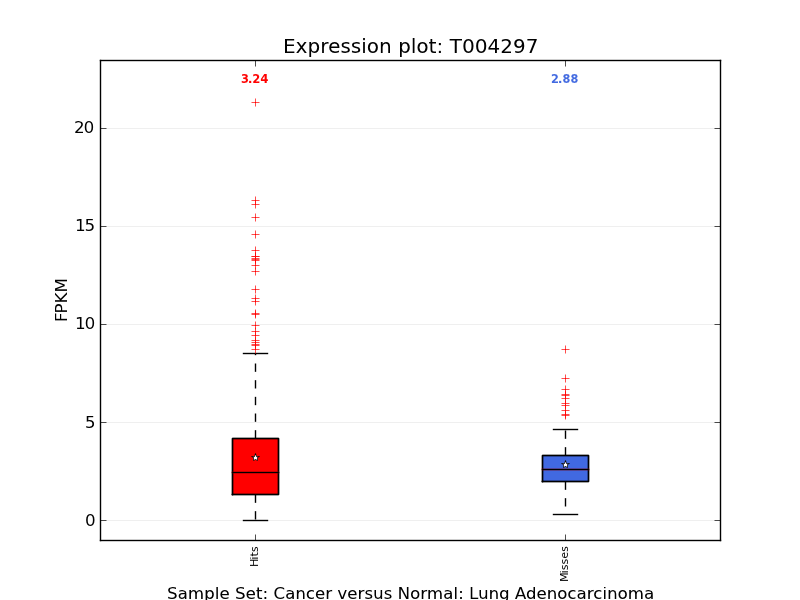 Expression plot: T004297
3.24 2.88
20
15
10
5
0
FPKM
Hits Misses
Sample Set: Cancer versus Normal: Lung Adenocarcinoma